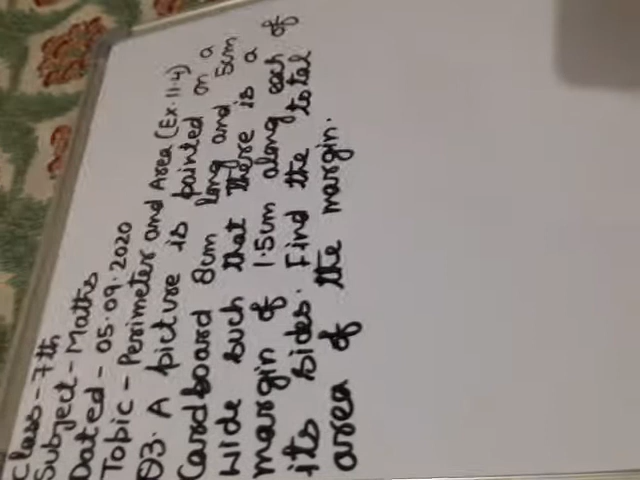 Class-7th
Subject-Maths
Dated-05.09.2020
Topic-Perimeter and Area (Ex.11.4)
Q3. A picture is painted on a
Cardboard 8cm long and 5cm
wide such that there is a
margin of 1.5cm along each of
its sides. Find the total
area of the margin.